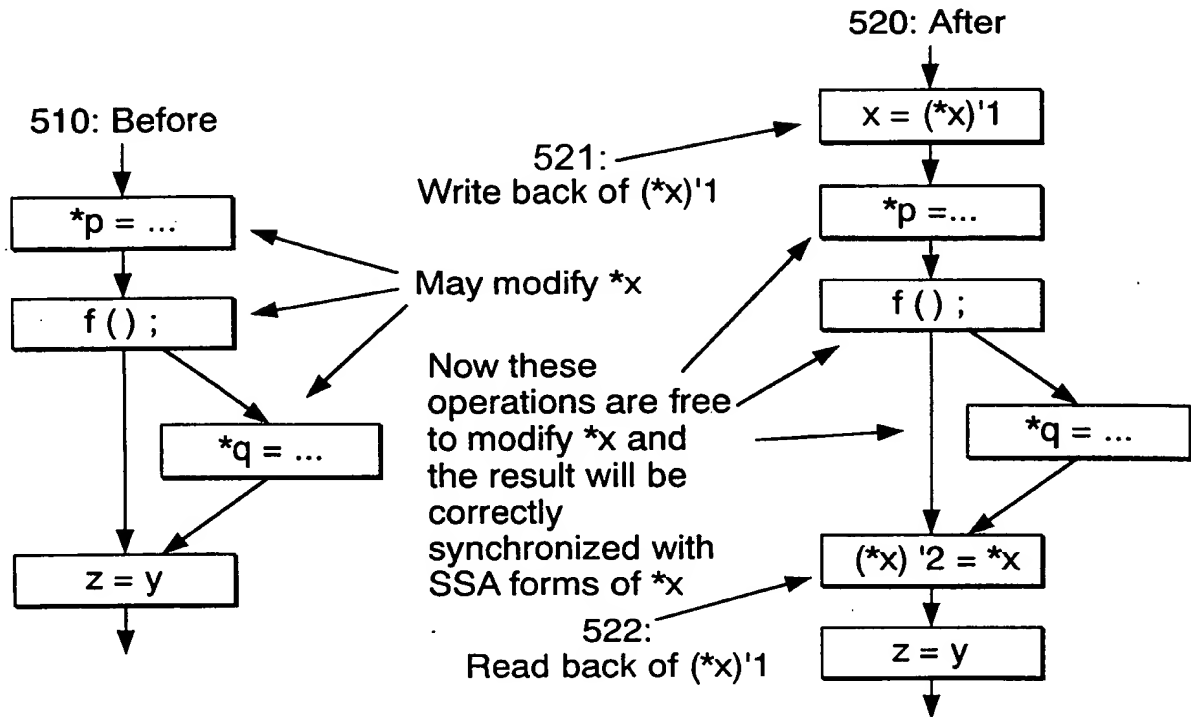 520: After
x = (*x)'1
510: Before
521:
Write back of (*x)'1
*p = ...
*p =...
May modify *x
f ( ) ;
f ( ) ;
Now these
operations are free
to modify *x and
the result will be
correctly
synchronized with
SSA forms of *x
*q = ...
*q = ...
(*x) '2 = *x
z = y
522:
Read back of (*x)'1
z = y